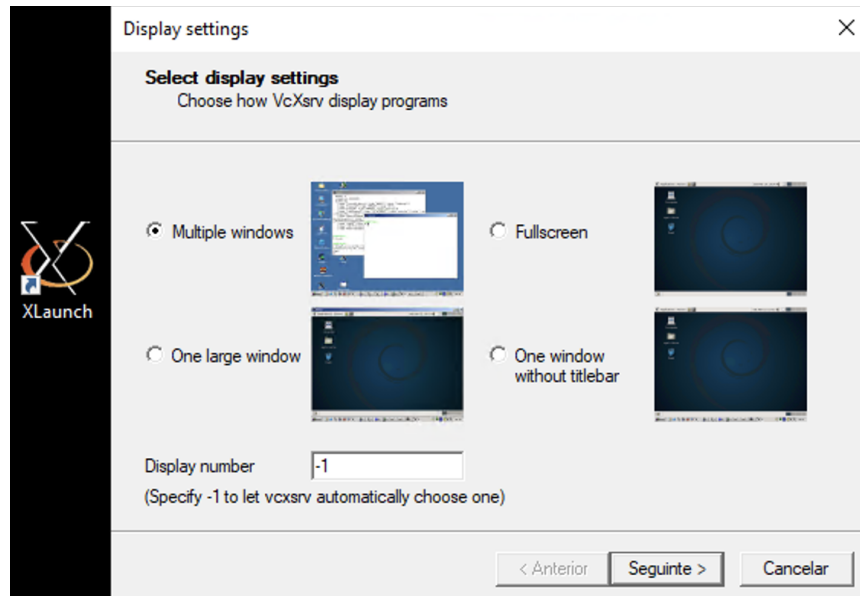 Display settings
Select display settings
Choose how VcXsrv display programs
Multiple windows
Fullscreen
XLaunch
One large window
One window
without titlebar
Display number
-1
(Specify -1 to let vcxsrv automatically choose one)
< Anterior
Seguinte >
Cancelar